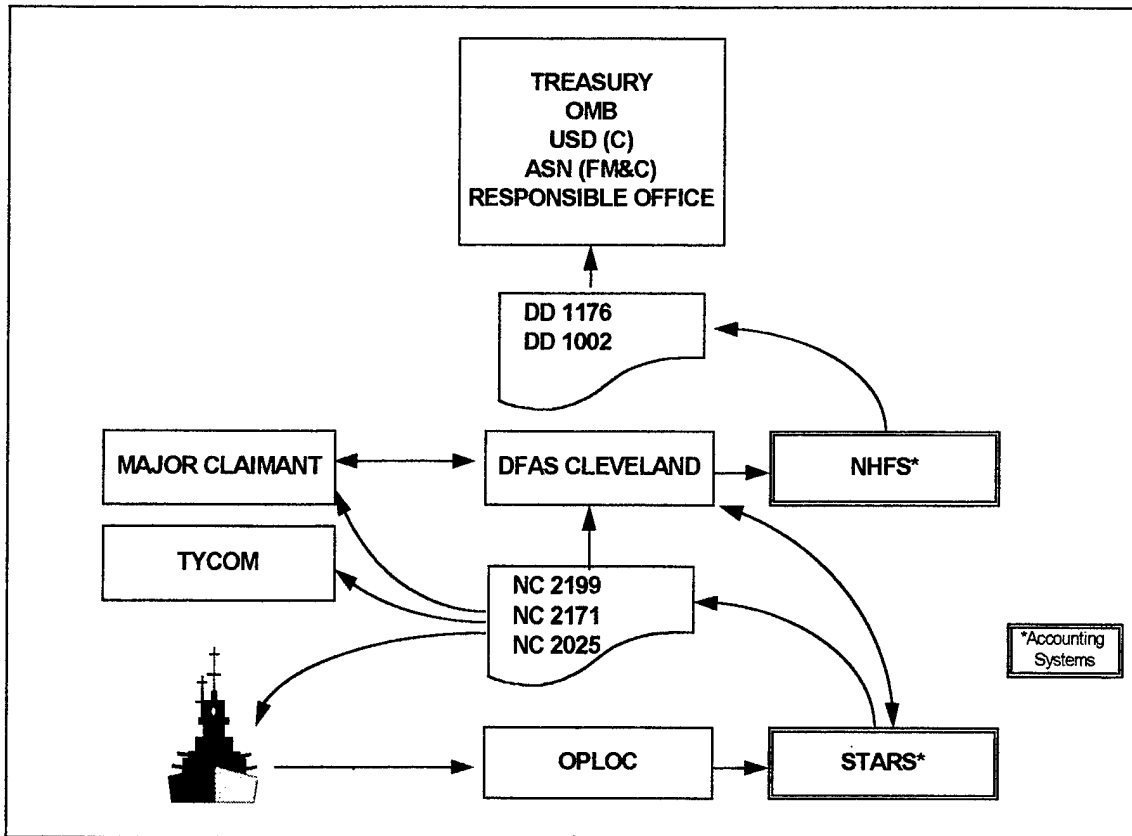 TREASURY
OMB
USD (C)
ASN (FM&C)
RESPONSIBLE OFFICE
DD 1176
DD 1002
MAJOR CLAIMANT
DFAS CLEVELAND
NHFS*
TYCOM
NC 2199
NC 2171
NC 2025
*Accounting
Systems
OPLOC
STARS*